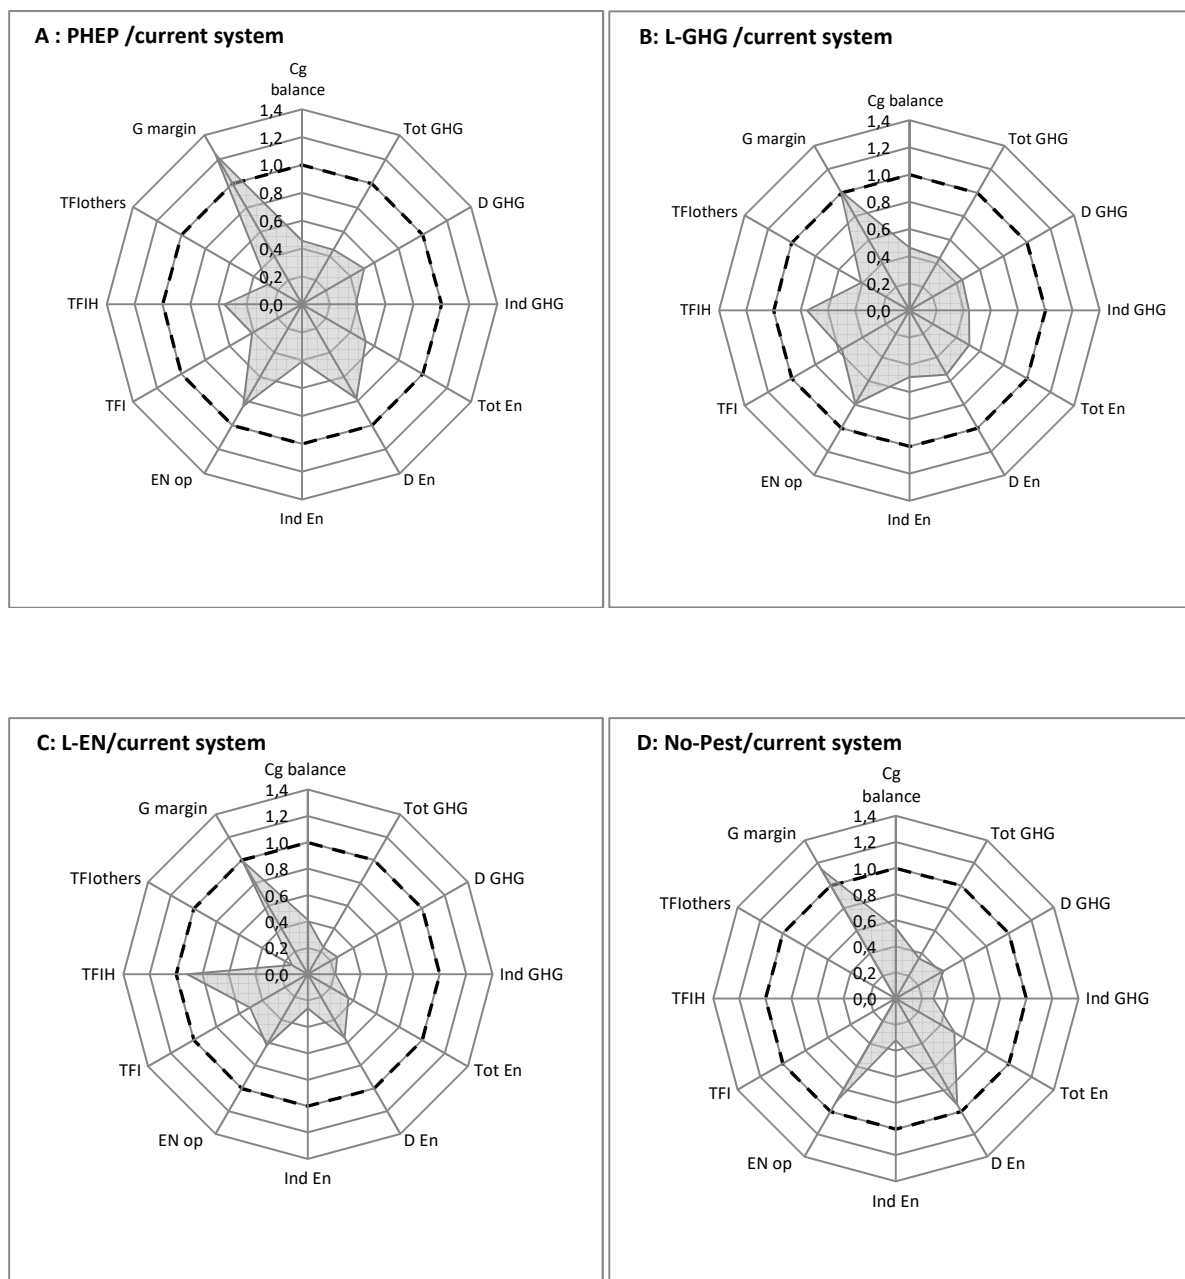 A : PHEP /current system
Cg
balance
1,4
1,2
1,0
0,8
0,6
0,4
0,2
0,0
Tot GHG
D GHG
Ind GHG
Tot En
D En
Ind En
EN op
TFI
TFIH
TFIothers
G margin
B: L-GHG /current system
Cg balance
1,4
1,2
1,0
0,8
0,6
0,4
0,2
0,0
Tot GHG
D GHG
Ind GHG
Tot En
D En
Ind En
EN op
TFI
TFIH
TFIothers
G margin
C: L-EN/current system
Cg balance
1,4
1,2
1,0
0,8
0,6
0,4
0,2
0,0
Tot GHG
D GHG
Ind GHG
Tot En
D En
Ind En
EN op
TFI
TFIH
TFIothers
G margin
D: No-Pest/current system
Cg
balance
1,4
1,2
1,0
0,8
0,6
0,4
0,2
0,0
Tot GHG
D GHG
Ind GHG
Tot En
D En
Ind En
EN op
TFI
TFIH
TFIothers
G margin